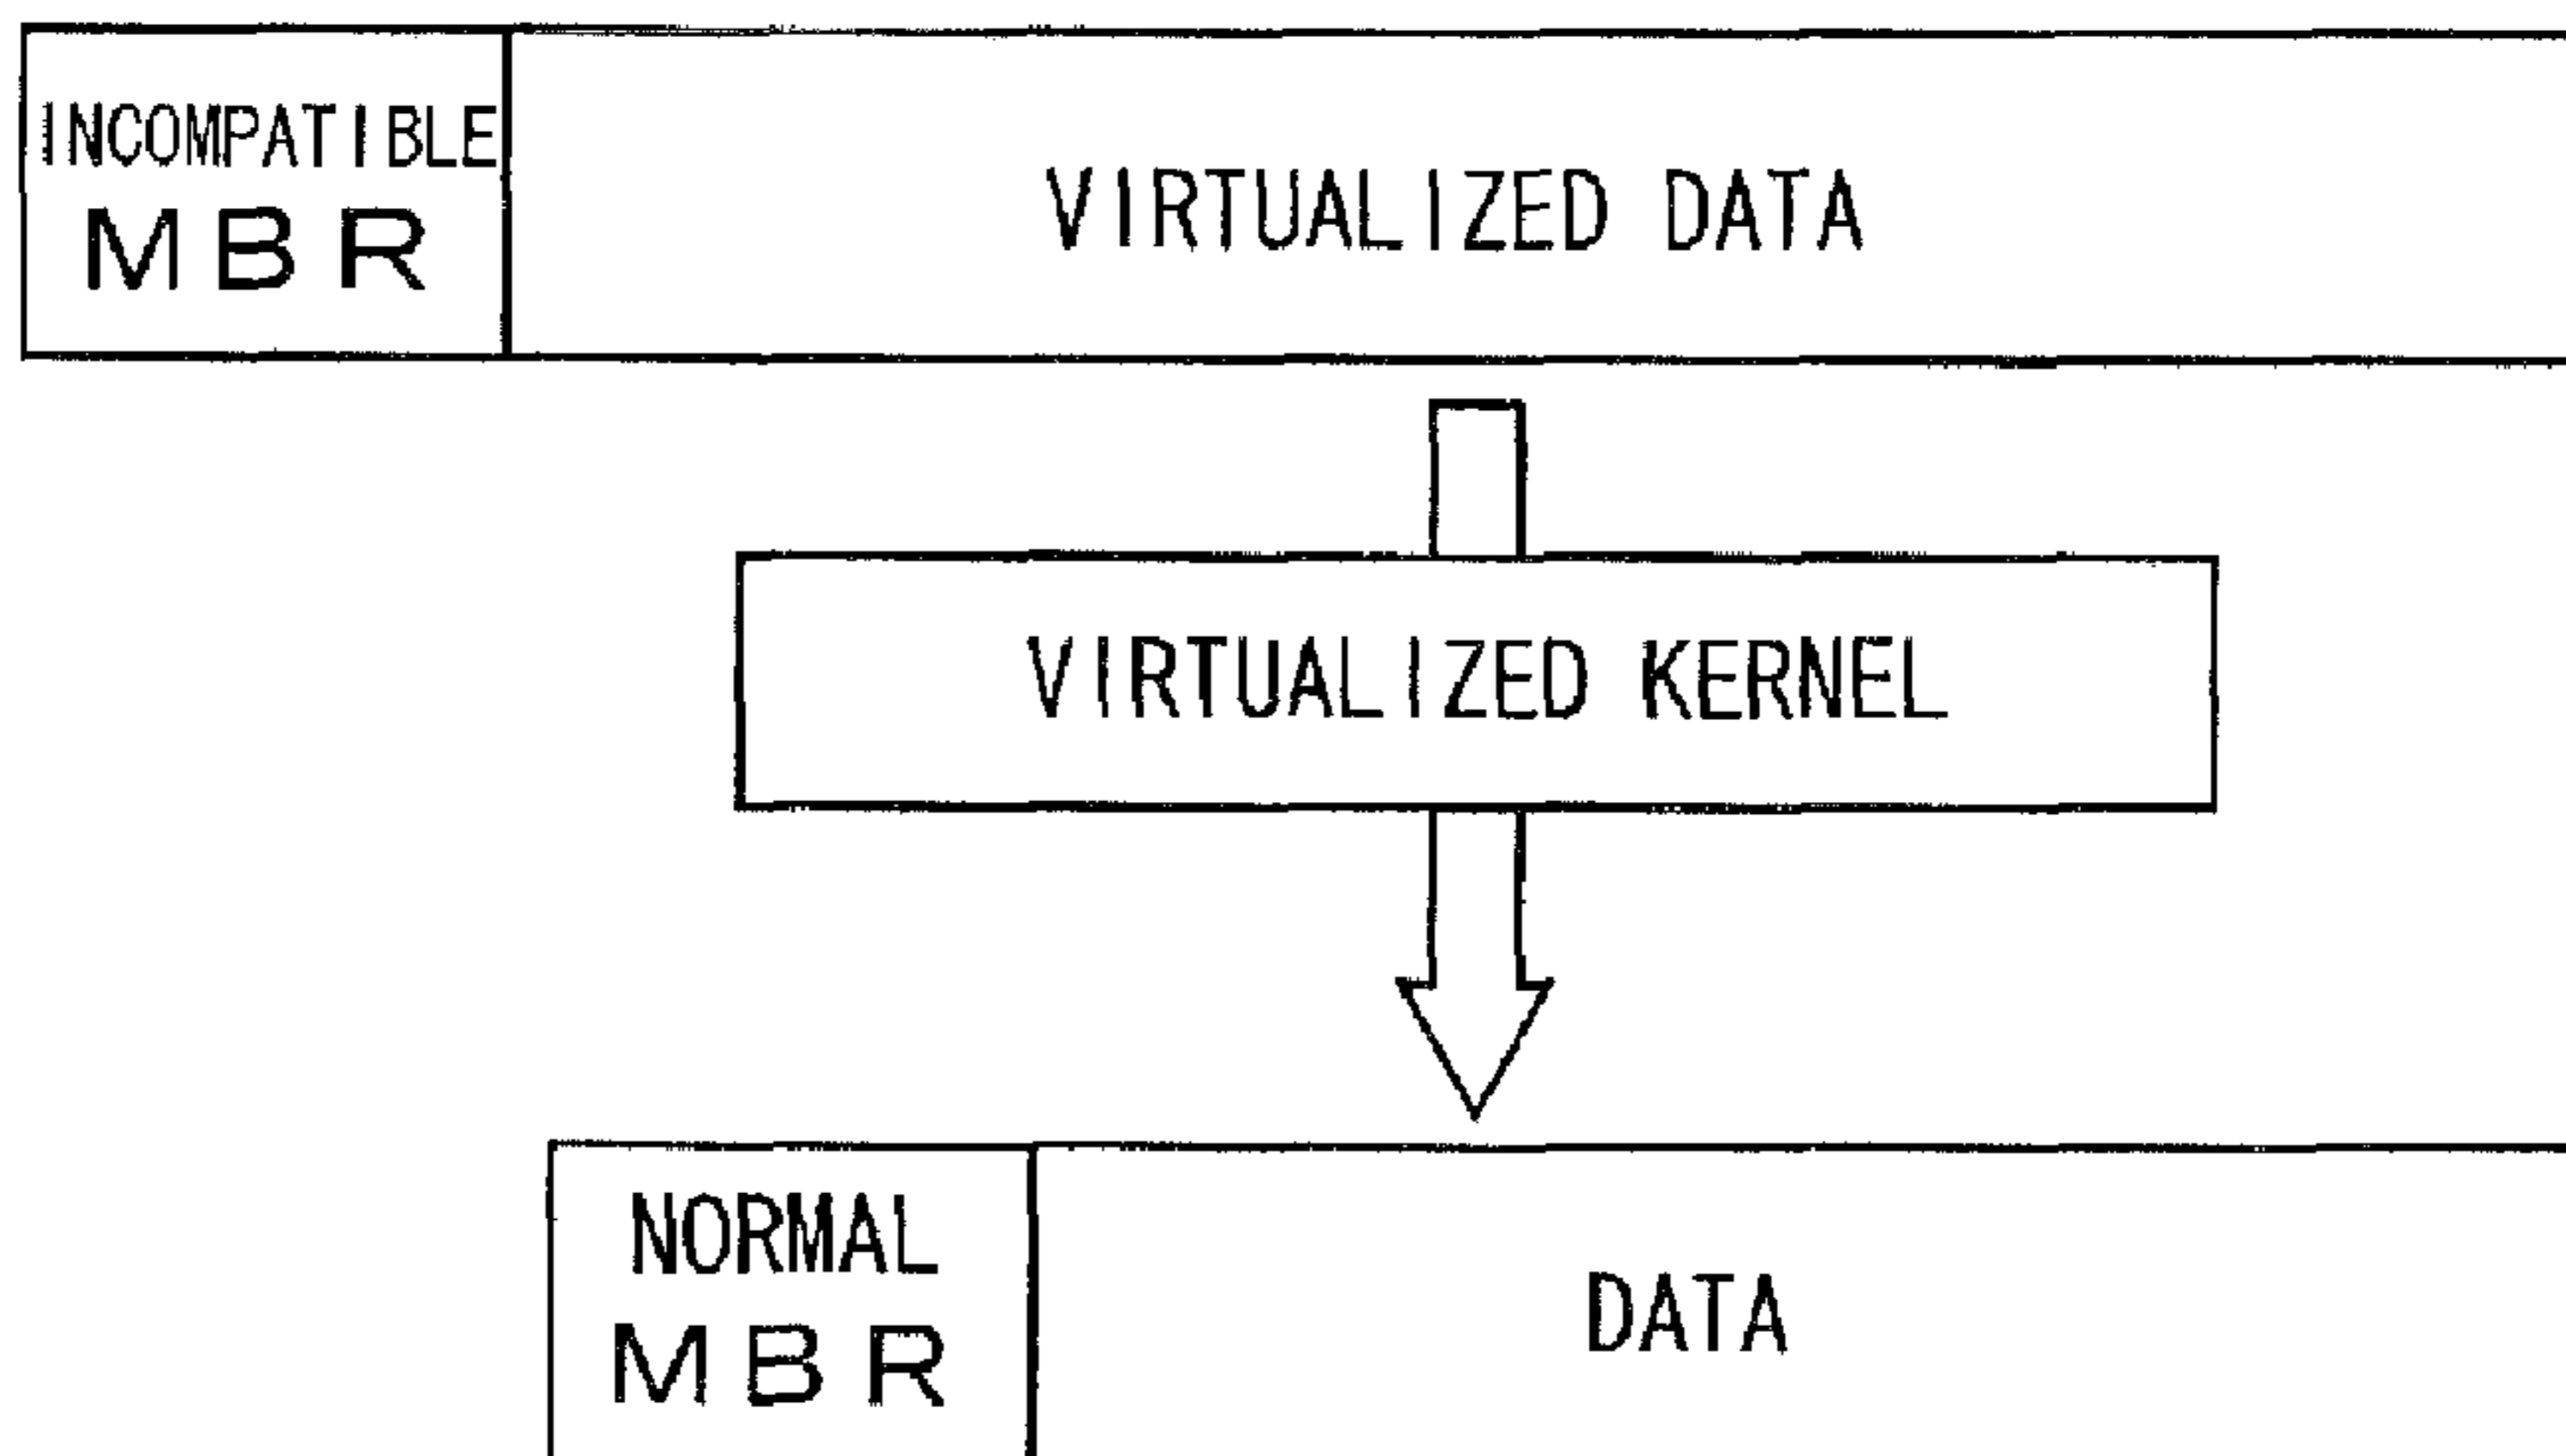 INCOMPATIBLE
MBR
VIRTUALIZED DATA
VIRTUALIZED KERNEL
NORMAL
MBR
DATA